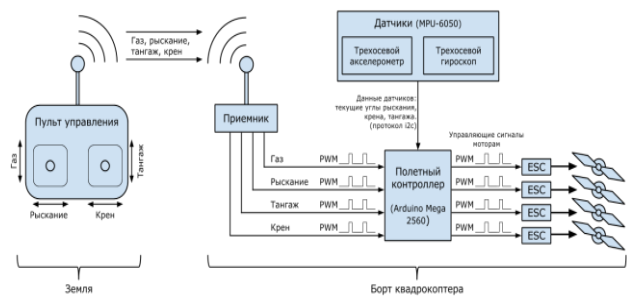 Газ, рыскание,
тангаж, крен
Датчики (MPU-6050)
Трехосевой
акселерометр
Трехосевой
гироскоп
Пульт управления
Газ
Тангаж
Рыскание
Крен
Приемник
Данные датчиков:
текущие углы рыскания,
крена, тангажа.
(протокол i2c)
Управляющие сигналы
моторам
Газ
PWM
Рыскание
PWM
Тангаж
PWM
Крен
PWM
Полетный
контроллер
(Arduino Mega
2560)
PWM
ESC
PWM
ESC
PWM
ESC
PWM
ESC
Земля
Борт квадрокоптера